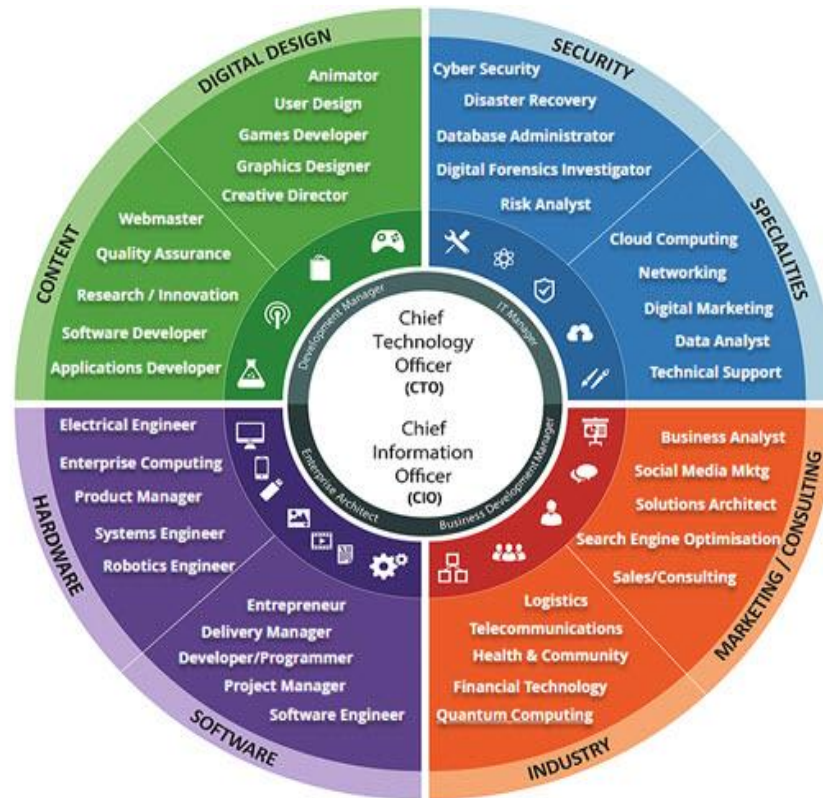 DIGITAL DESIGN
Animator
User Design
Games Developer
Graphics Designer
Creative Director
CONTENT
Webmaster
Quality Assurance
Research / Innovation
Software Developer
Applications Developer
SECURITY
Cyber Security
Disaster Recovery
Database Administrator
Digital Forensics Investigator
Risk Analyst
SPECIALITIES
Cloud Computing
Networking
Digital Marketing
Data Analyst
Technical Support
Development Manager
IT Manager
Chief
Technology
Officer
(CTO)
Chief
Information
Officer
(CIO)
Enterprise Architect
Business Development Manager
HARDWARE
Electrical Engineer
Enterprise Computing
Product Manager
Systems Engineer
Robotics Engineer
SOFTWARE
Entrepreneur
Delivery Manager
Developer/Programmer
Project Manager
Software Engineer
MARKETING / CONSULTING
Business Analyst
Social Media Mktg
Solutions Architect
Search Engine Optimisation
Sales/Consulting
INDUSTRY
Logistics
Telecommunications
Health & Community
Financial Technology
Quantum Computing